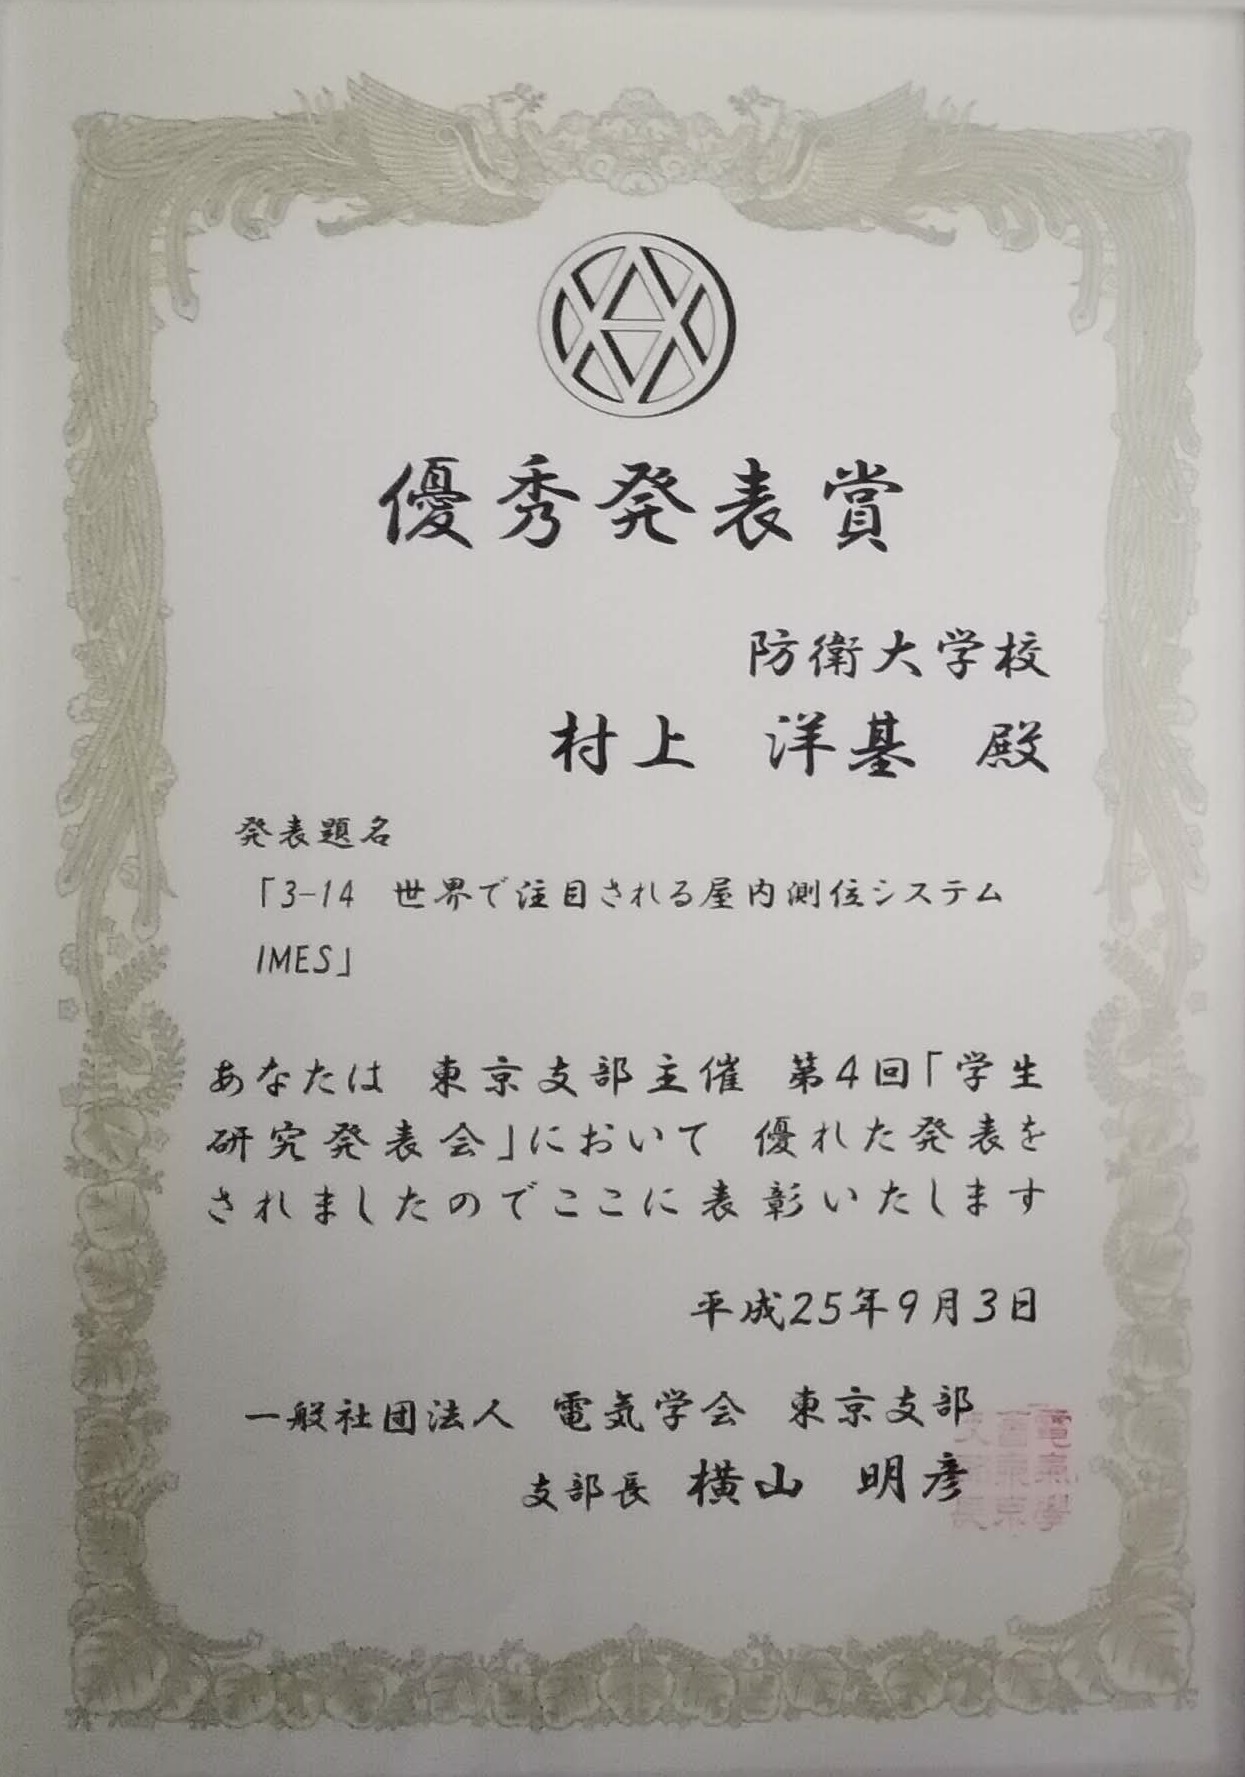 優秀発表賞
防衛大学校
村上 洋基 殿
発表題名
「3-14 世界で注目される屋内測位システム
IMES」
あなたは 東京支部主催 第4回「学生
研究発表会」において 優れた発表を
されましたのでここに表彰いたします
平成25年9月3日
一般社団法人 電気学会 東京支部
支部長 横山 明彦